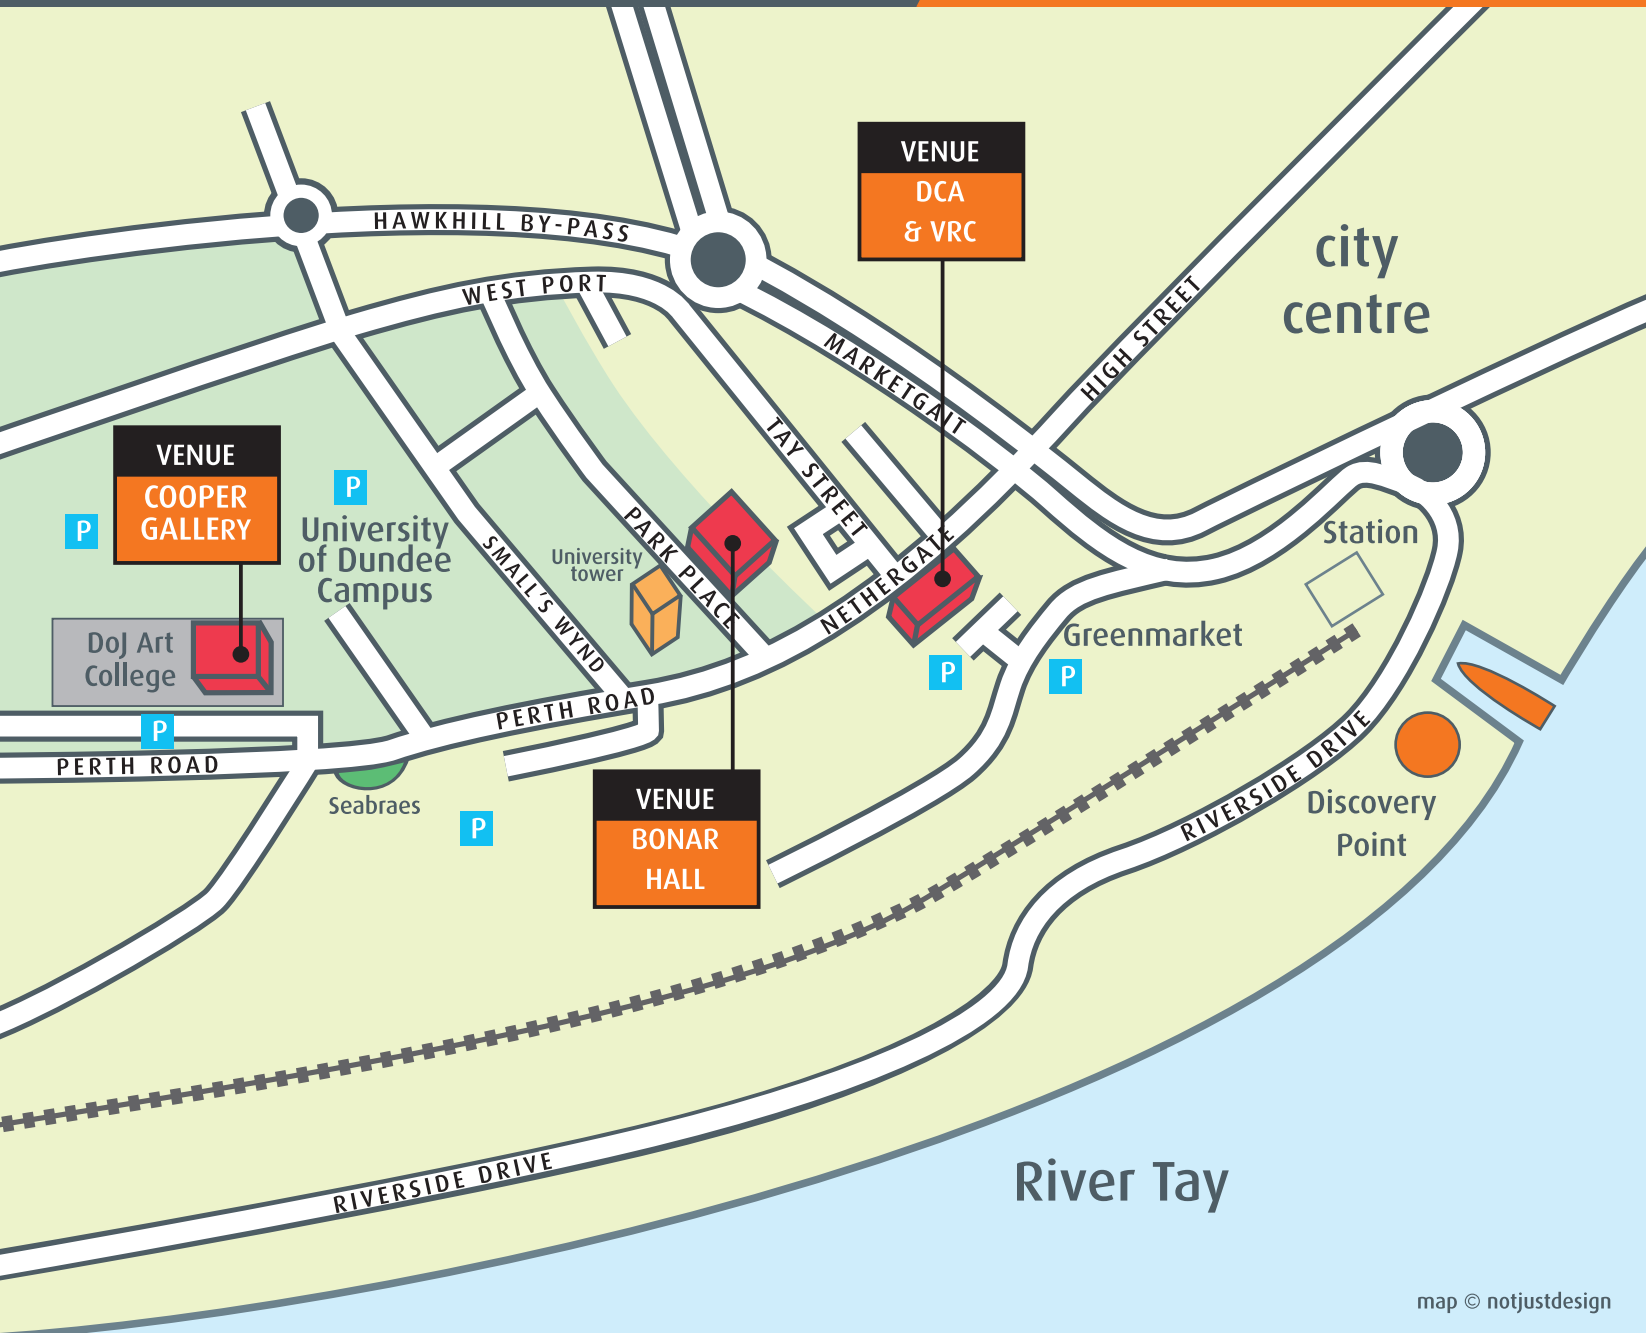 VENUE
DCA
& VRC
HAWKHILL BY-PASS
WEST PORT
city
centre
HIGH STREET
MARKETGAIT
TAY STREET
VENUE
COOPER
GALLERY
P
P
University
of Dundee
Campus
University
tower
SMALL'S WYND
PARK PLACE
NETHERGATE
Station
DoJ Art
College
Greenmarket
P
P
P
PERTH ROAD
PERTH ROAD
Seabraes
P
VENUE
BONAR
HALL
RIVERSIDE DRIVE
Discovery
Point
RIVERSIDE DRIVE
River Tay
map © notjustdesign